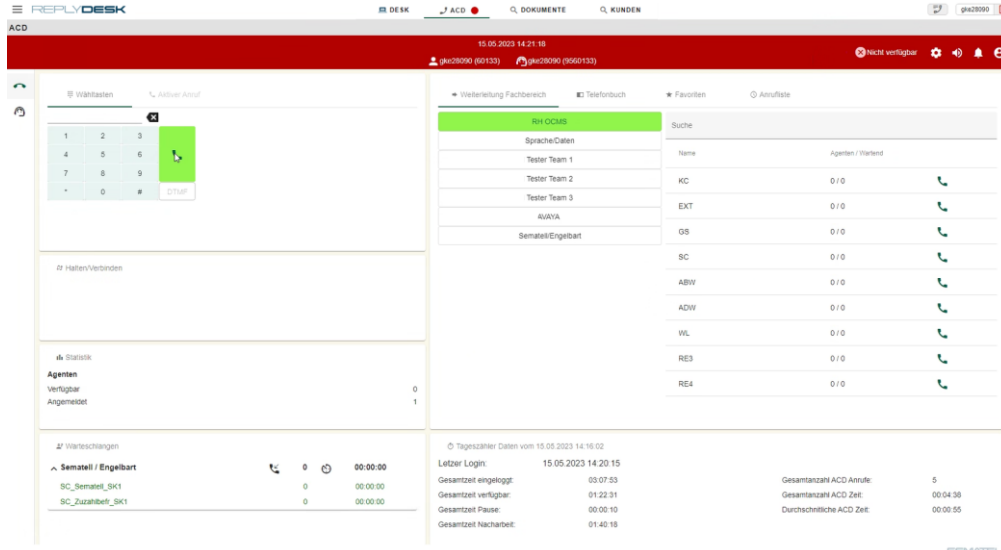 REPLYDESK DESK ACD DOKUMENTE KUNDEN gke28090
ACD
15.05.2023 14:21:18
gke28090 (60133) gke28090 (9560133) Nicht verfügbar
Wähltasten Aktiver Anruf
1 2 3
4 5 6
7 8 9
* 0 # DTMF
Halten/Verbinden
Statistik
Agenten
Verfügbar 0
Angemeldet 1
Warteschlangen
Sematell / Engelbart 0 00:00:00
SC_Sematell_SK1 0 00:00:00
SC_Zuzahlbefr_SK1 0 00:00:00
Weiterleitung Fachbereich Telefonbuch Favoriten Anrufliste
RH OCMS
Sprache/Daten
Tester Team 1
Tester Team 2
Tester Team 3
AVAYA
Sematell/Engelbart
Suche
Name Agenten / Wartend
KC 0 / 0
EXT 0 / 0
GS 0 / 0
SC 0 / 0
ABW 0 / 0
ADW 0 / 0
WL 0 / 0
RE3 0 / 0
RE4 0 / 0
Tageszähler Daten vom 15.05.2023 14:16:02
Letzer Login: 15.05.2023 14:20:15
Gesamtzeit eingeloggt: 03:07:53
Gesamtzeit verfügbar: 01:22:31
Gesamtzeit Pause: 00:00:10
Gesamtzeit Nacharbeit: 01:40:18
Gesamtanzahl ACD Anrufe: 5
Gesamtanzahl ACD Zeit: 00:04:38
Durchschnittliche ACD Zeit: 00:00:55